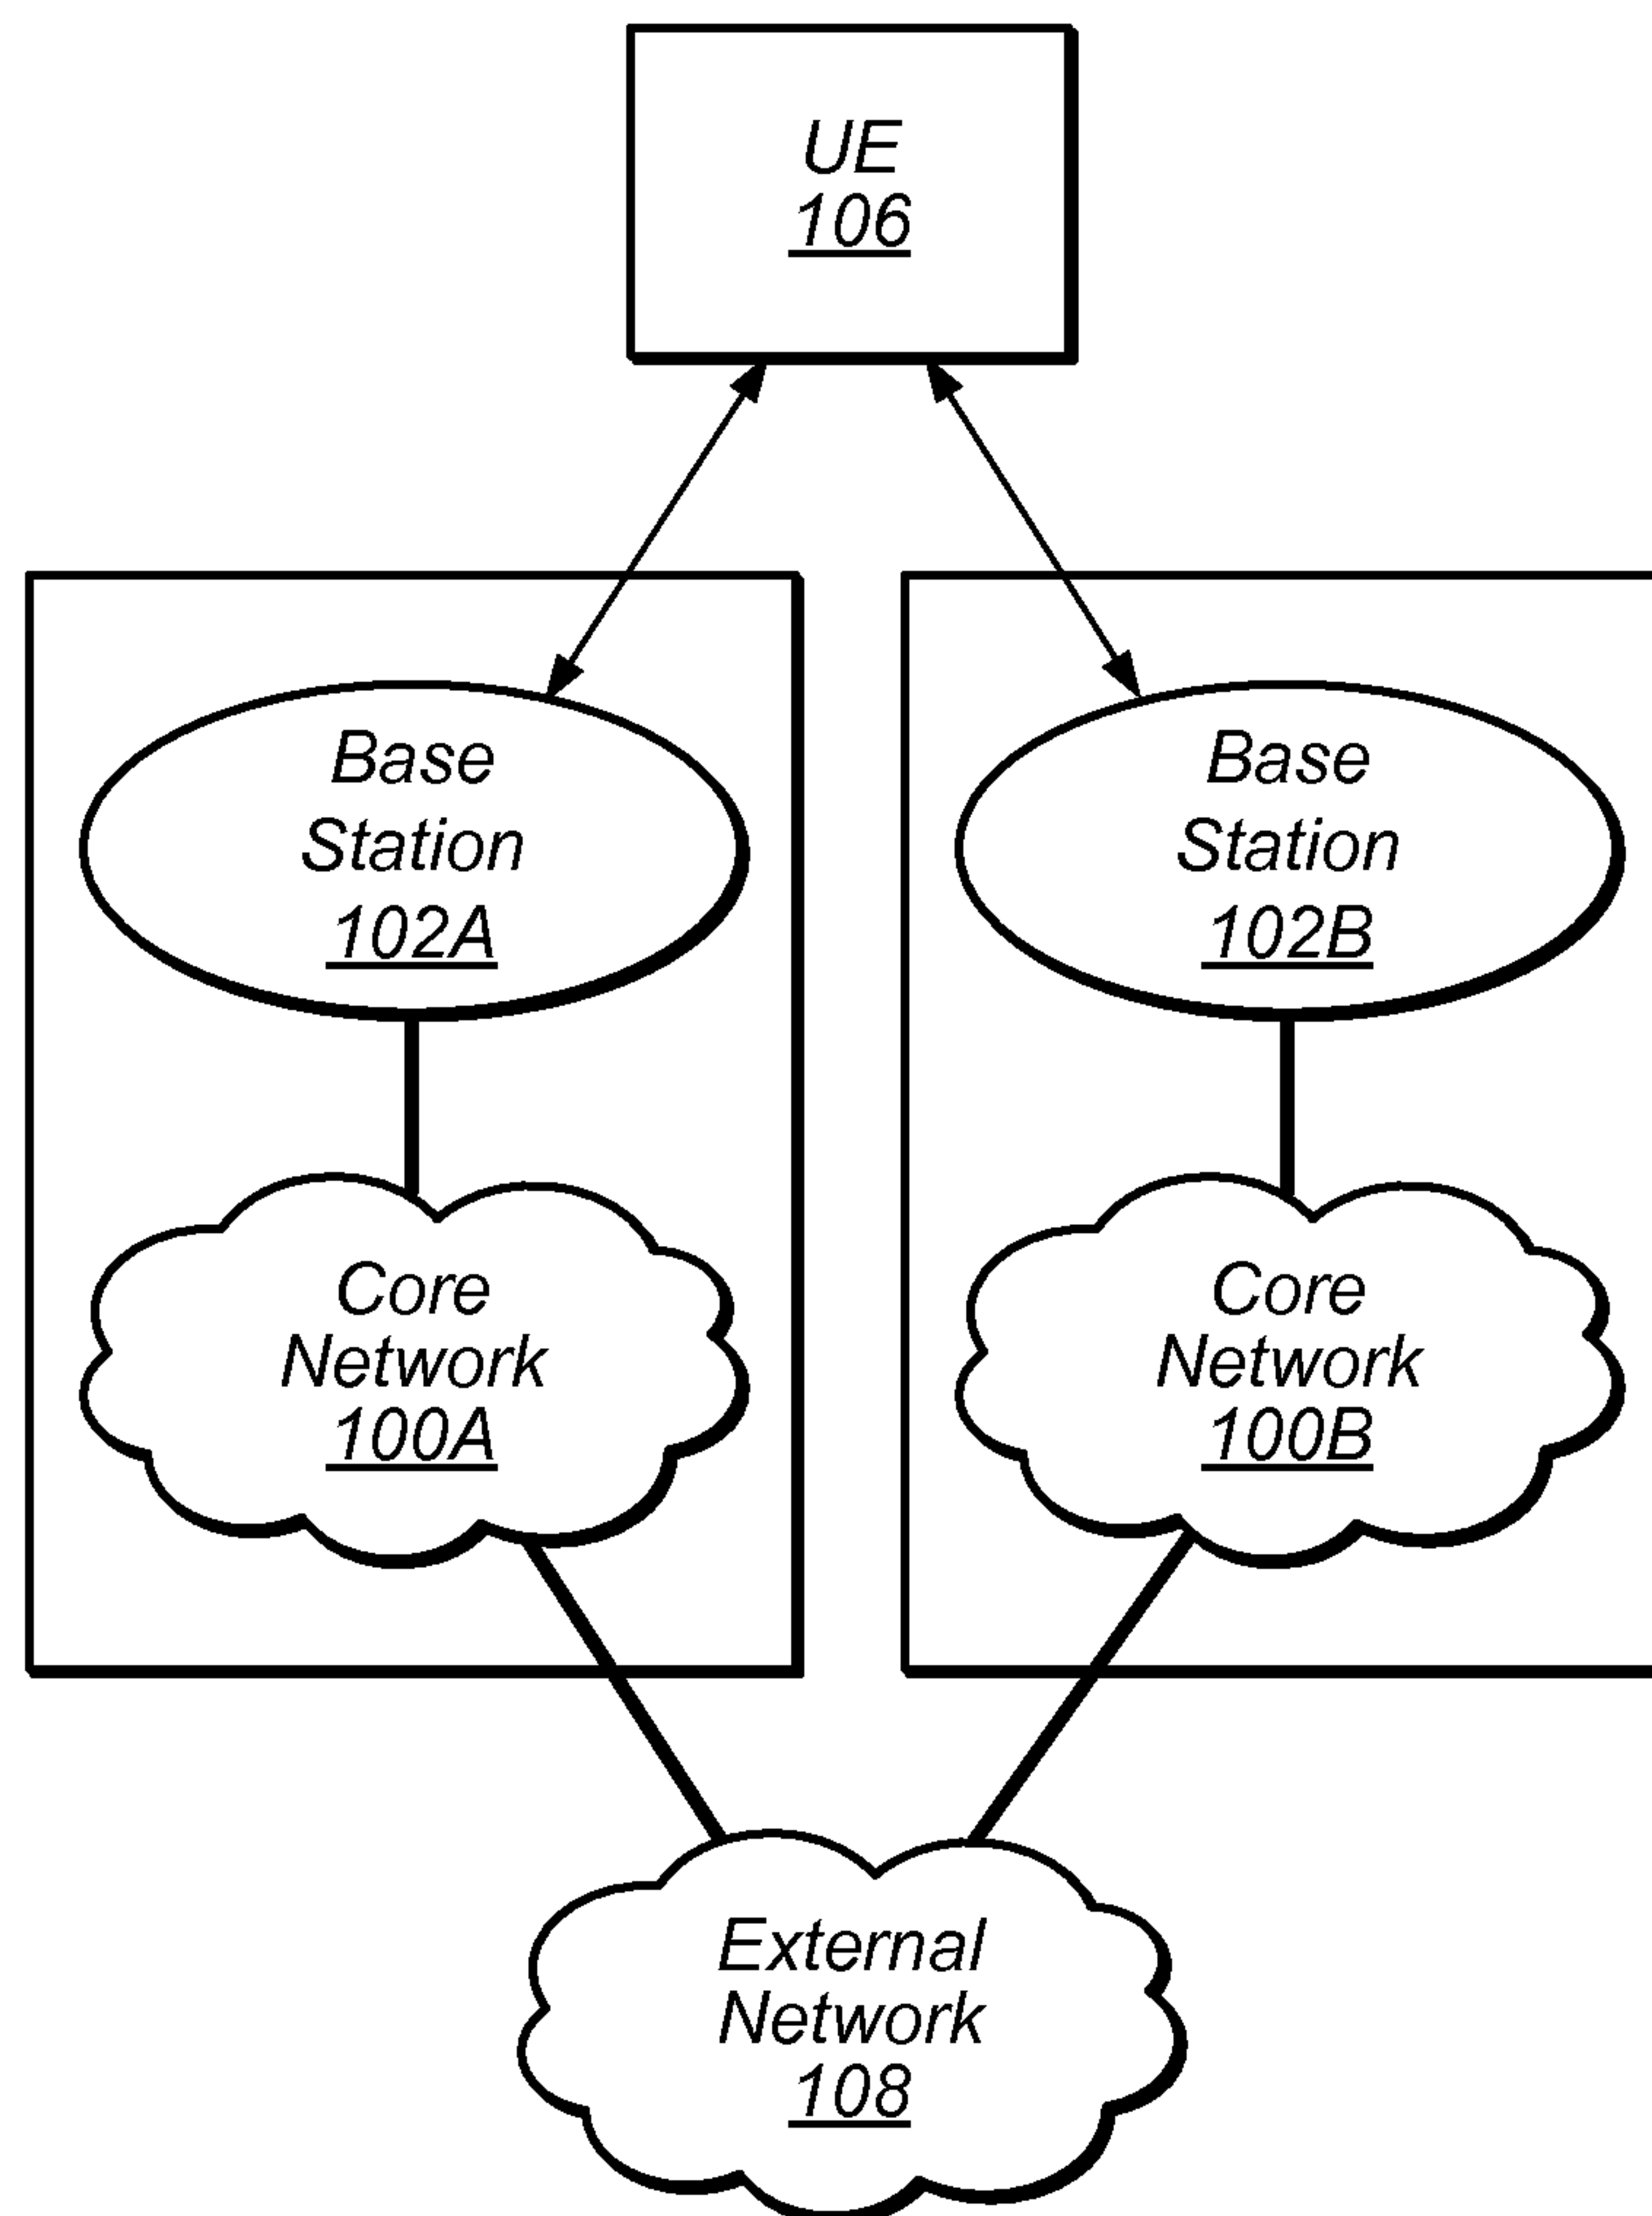 UE
106
Base
Station
102A
Base
Station
102B
Core
Network
100A
Core
Network
100B
External
Network
108